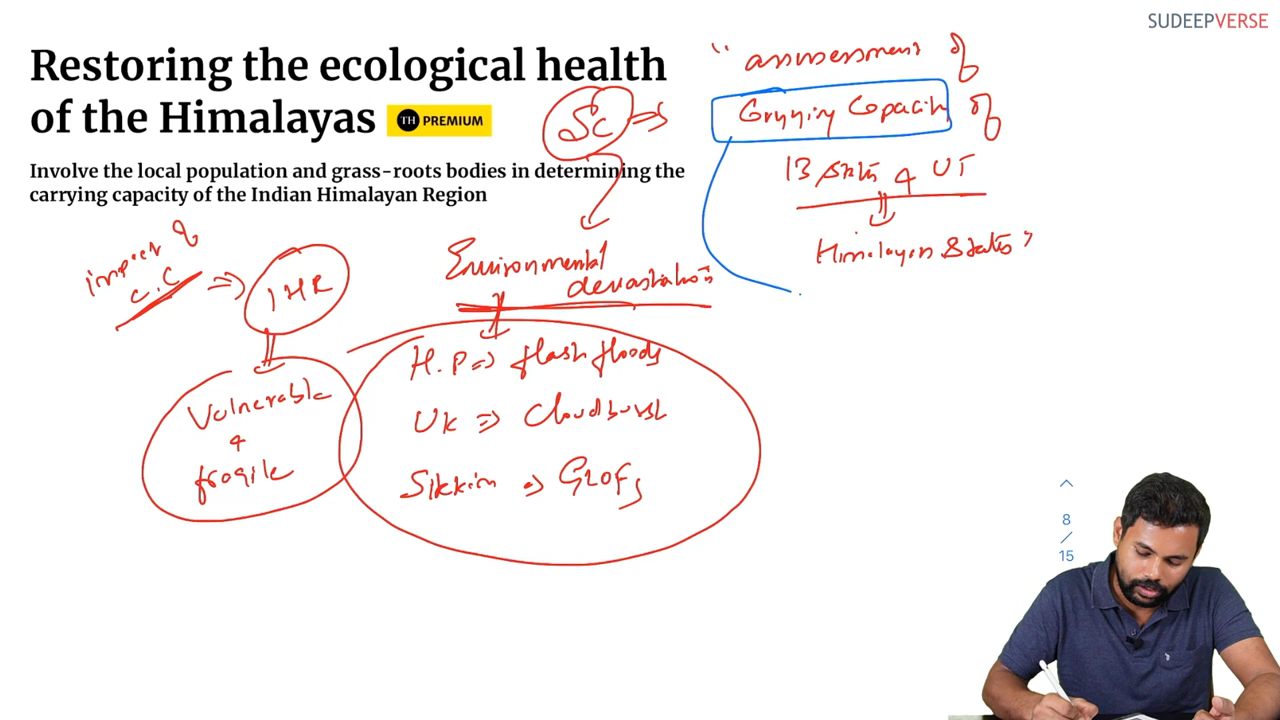 SUDEEPVERSE
Restoring the ecological health
of the Himalayas TH PREMIUM
Involve the local population and grass-roots bodies in determining the
carrying capacity of the Indian Himalayan Region
SC ⇒
" assessment of
Carrying Capacity of
13 States & UT
Himalayan States"
impact of
C.C ⇒ IHR
Vulnerable
&
fragile
Environmental
devastations
H.P ⇒ flash floods
UK ⇒ Cloudburst
Sikkim ⇒ GLOFs
8
/
15